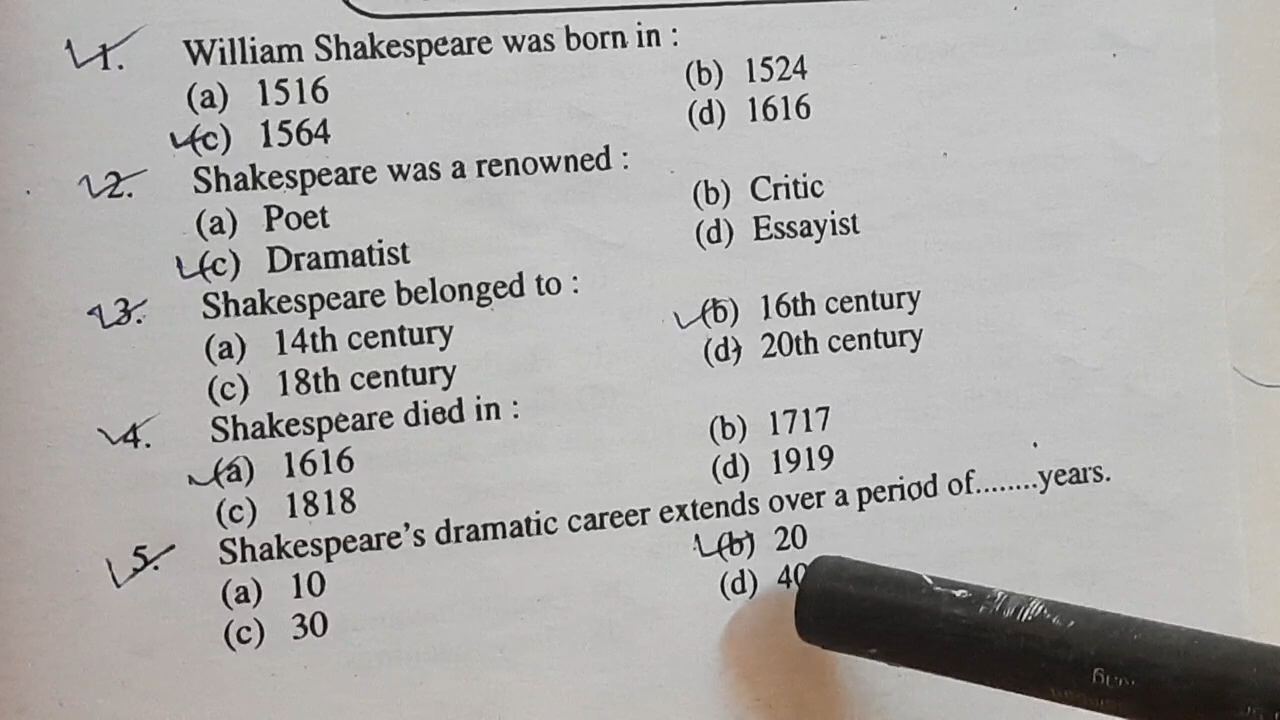 1. William Shakespeare was born in :
(a) 1516 (b) 1524
(c) 1564 (d) 1616
2. Shakespeare was a renowned :
(a) Poet (b) Critic
(c) Dramatist (d) Essayist
3. Shakespeare belonged to :
(a) 14th century (b) 16th century
(c) 18th century (d) 20th century
4. Shakespeare died in :
(a) 1616 (b) 1717
(c) 1818 (d) 1919
5. Shakespeare's dramatic career extends over a period of........years.
(a) 10 (b) 20
(c) 30 (d) 40